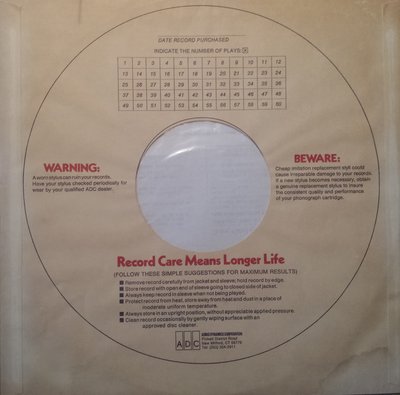 DATE RECORD PURCHASED
INDICATE THE NUMBER OF PLAYS:
1 2 3 4 5 6 7 8 9 10 11 12
13 14 15 16 17 18 19 20 21 22 23 24
25 26 27 28 29 30 31 32 33 34 35 36
37 38 39 40 41 42 43 44 45 46 47 48
49 50 51 52 53 54 55 56 57 58 59 60
WARNING:
A worn stylus can ruin your records.
Have your stylus checked periodically for
wear by your qualified ADC dealer.
BEWARE:
Cheap imitation replacement styli could
cause irreparable damage to your records.
If a new stylus becomes necessary, obtain
a genuine replacement stylus to insure
the consistent quality and performance
of your phonograph cartridge.
Record Care Means Longer Life
(FOLLOW THESE SIMPLE SUGGESTIONS FOR MAXIMUM RESULTS)
Remove record carefully from jacket and sleeve; hold record by edge.
Store record with open end of sleeve going to closed side of jacket.
Always keep record in sleeve when not being played.
Protect record from heat, store away from heat and dust in a place of
moderate uniform temperature.
Always store in an upright position, without appreciable applied pressure.
Clean record occasionally by gently wiping surface with an
approved disc cleaner.
ADC
AUDIO DYNAMICS CORPORATION
Pickett District Road
New Milford, CT 06776